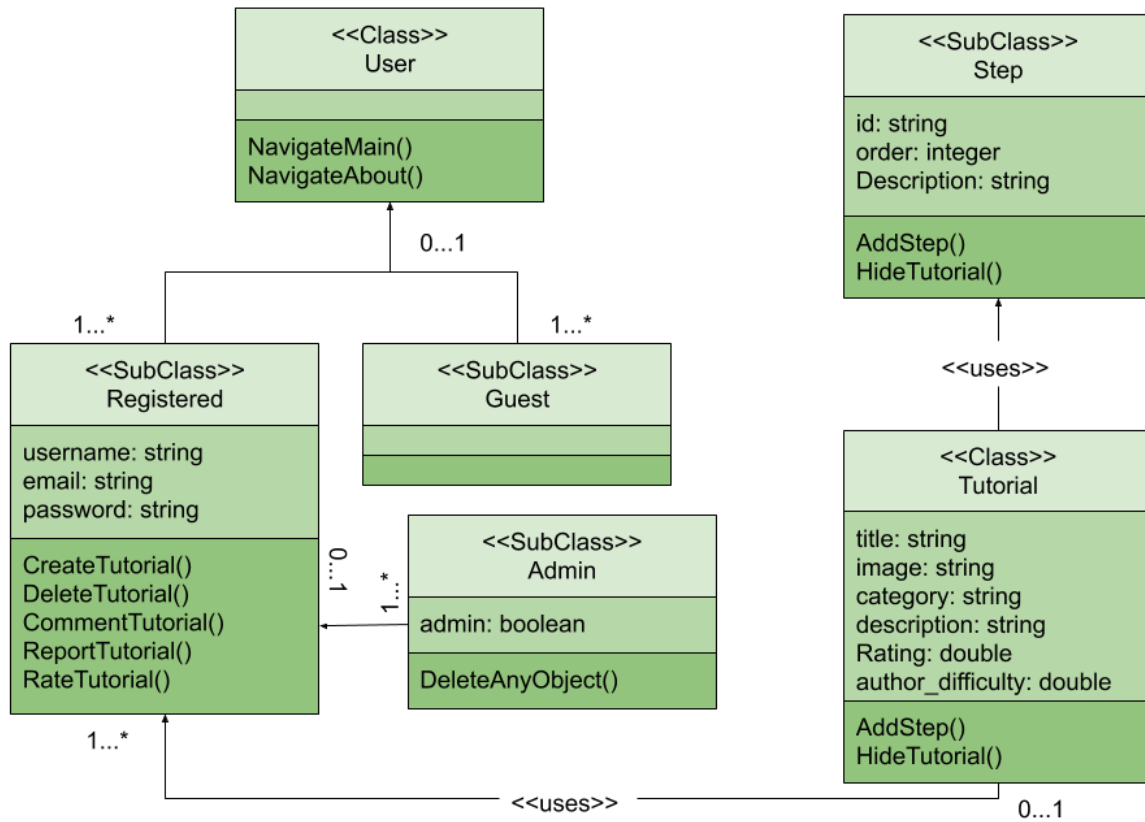 <<Class>>
User
NavigateMain()
NavigateAbout()
0...1
1...*
1...*
<<SubClass>>
Registered
username: string
email: string
password: string
CreateTutorial()
DeleteTutorial()
CommentTutorial()
ReportTutorial()
RateTutorial()
<<SubClass>>
Guest
0...1
1...*
<<SubClass>>
Admin
admin: boolean
DeleteAnyObject()
1...*
<<uses>>
0...1
<<SubClass>>
Step
id: string
order: integer
Description: string
AddStep()
HideTutorial()
<<uses>>
<<Class>>
Tutorial
title: string
image: string
category: string
description: string
Rating: double
author_difficulty: double
AddStep()
HideTutorial()